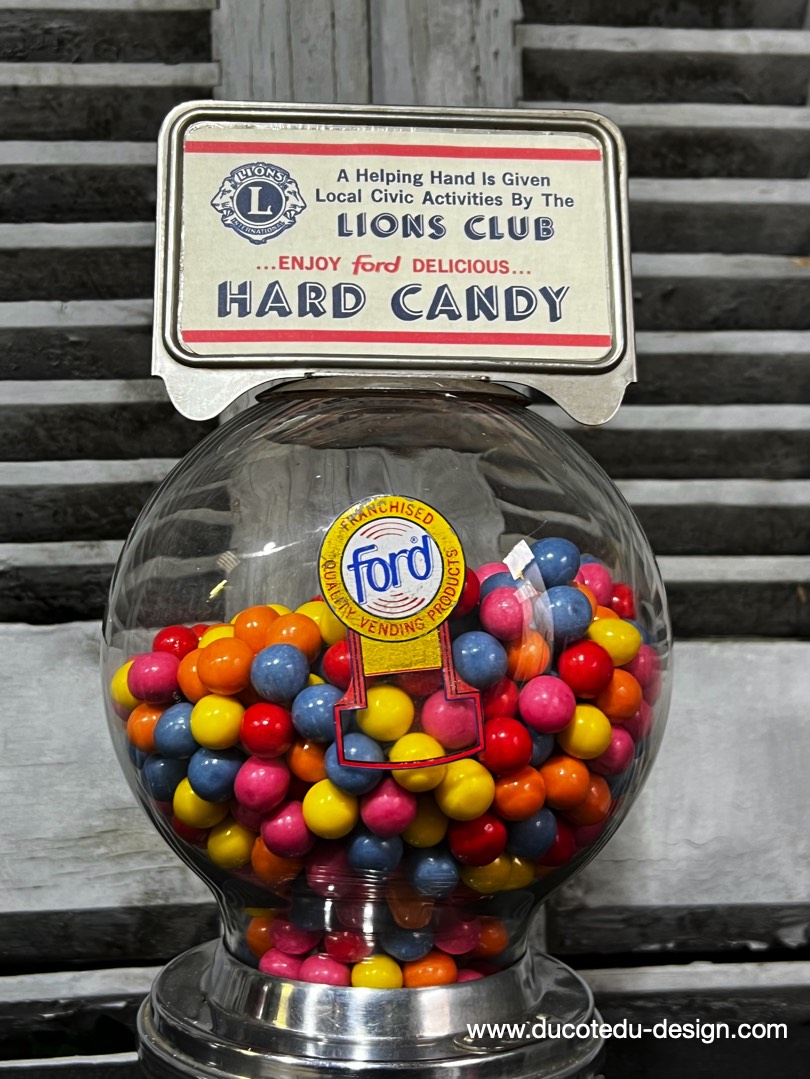 LIONS
L
INTERNATIONAL
A Helping Hand Is Given
Local Civic Activities By The
LIONS CLUB
...ENJOY ford DELICIOUS...
HARD CANDY
FRANCHISED
ford®
QUALITY VENDING PRODUCTS
www.ducotedu-design.com